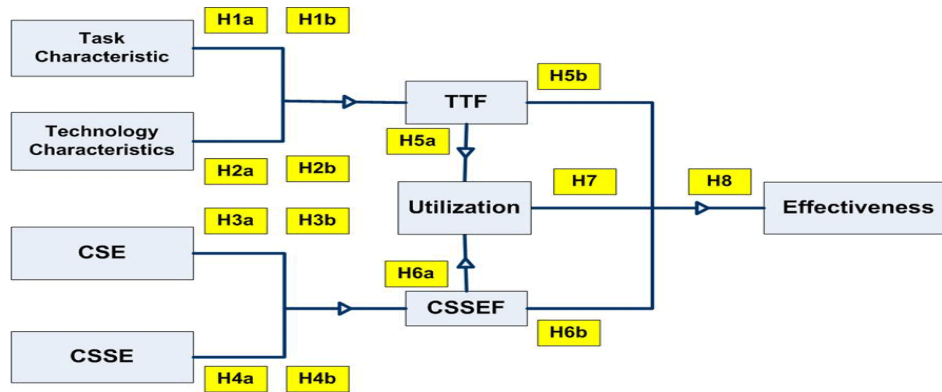 H1a H1b
Task
Characteristic
H5b
TTF
Technology
Characteristics
H5a
H2a H2b
H7 H8
Utilization Effectiveness
H3a H3b
CSE
H6a
CSSEF
H6b
CSSE
H4a H4b